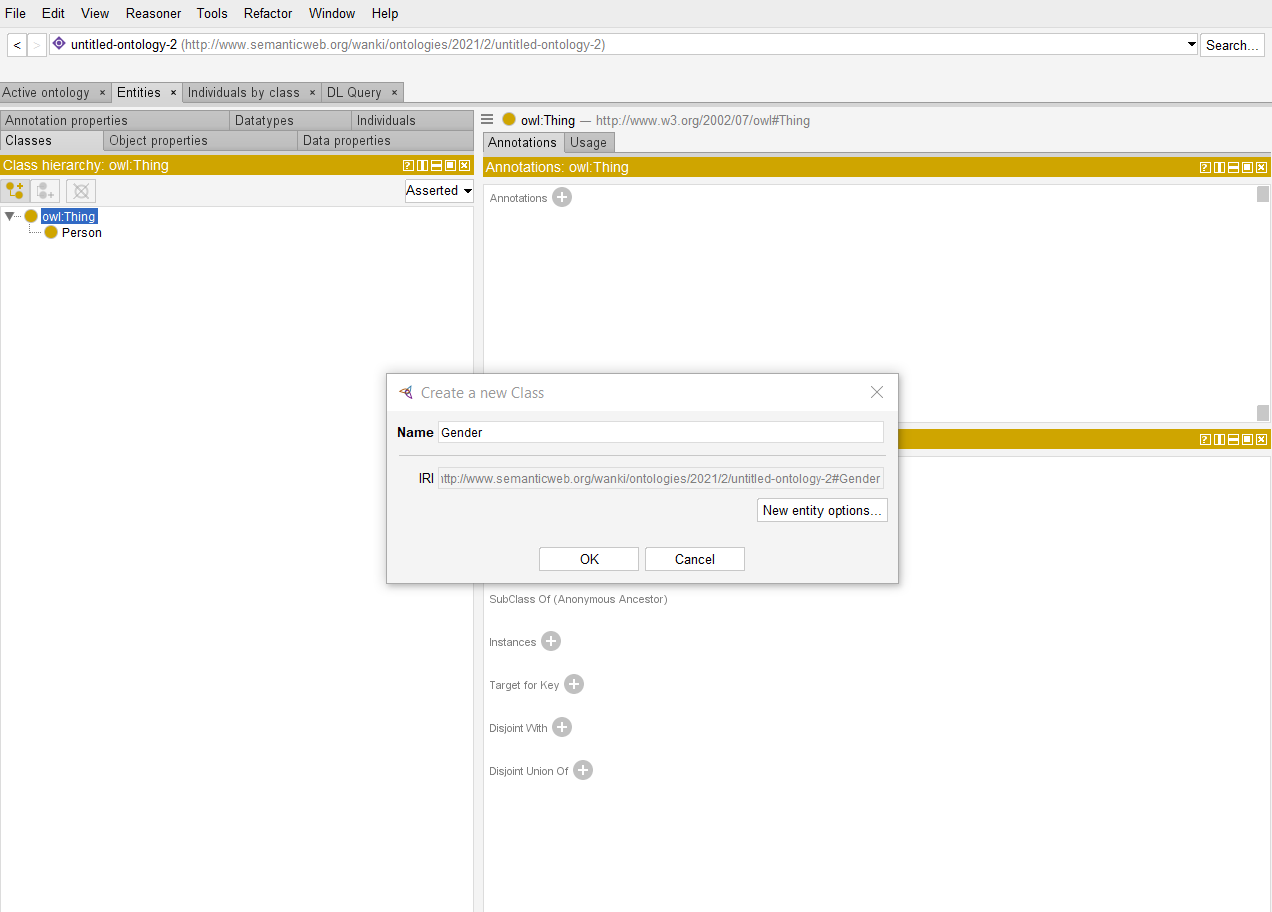 File Edit View Reasoner Tools Refactor Window Help
< > untitled-ontology-2 (http://www.semanticweb.org/wanki/ontologies/2021/2/untitled-ontology-2) Search...
Active ontology × Entities × Individuals by class × DL Query ×
Annotation properties Datatypes Individuals
Classes Object properties Data properties
Class hierarchy: owl:Thing
Asserted
owl:Thing
Person
owl:Thing — http://www.w3.org/2002/07/owl#Thing
Annotations Usage
Annotations: owl:Thing
Annotations
Create a new Class
Name Gender
IRI http://www.semanticweb.org/wanki/ontologies/2021/2/untitled-ontology-2#Gender
New entity options...
OK Cancel
SubClass Of (Anonymous Ancestor)
Instances
Target for Key
Disjoint With
Disjoint Union Of